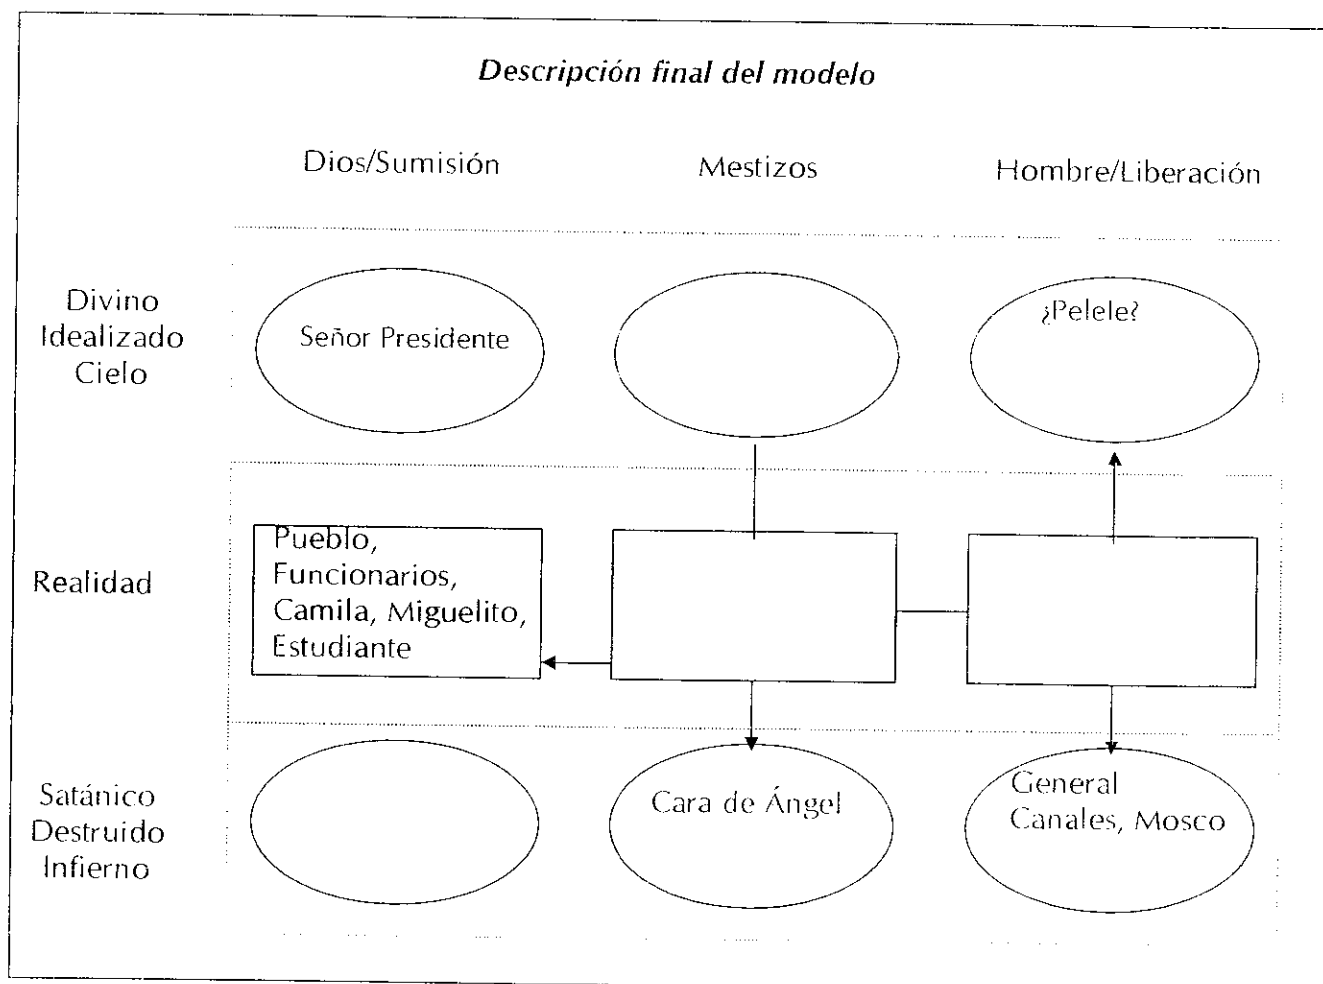 Descripción final del modelo
Dios/Sumisión
Mestizos
Hombre/Liberación
Divino
Idealizado
Cielo
Señor Presidente
¿Pelele?
Realidad
Pueblo,
Funcionarios,
Camila, Miguelito,
Estudiante
Satánico
Destruido
Infierno
Cara de Ángel
General
Canales, Mosco